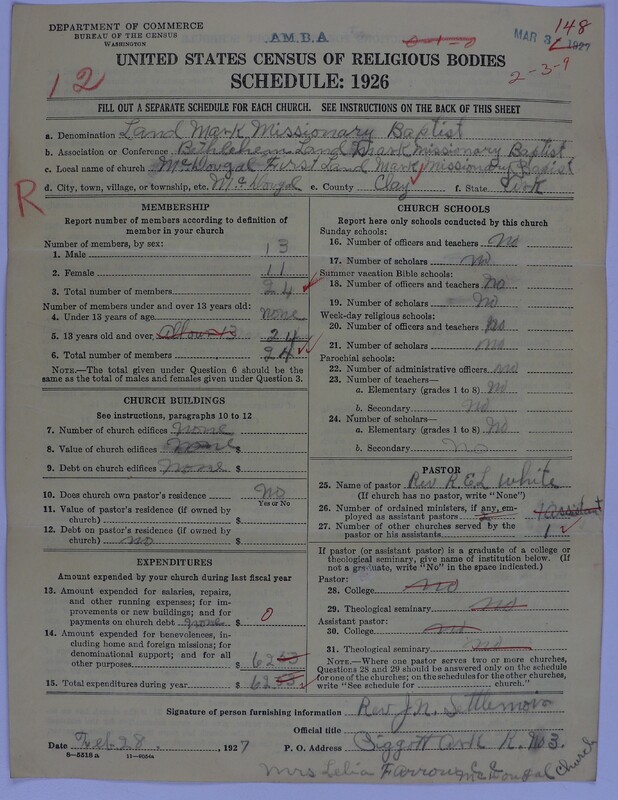 DEPARTMENT OF COMMERCE
BUREAU OF THE CENSUS
WASHINGTON
A.M.B.A
0-1-0
MAR 3 1927
148
2-3-9
12
UNITED STATES CENSUS OF RELIGIOUS BODIES
SCHEDULE: 1926
FILL OUT A SEPARATE SCHEDULE FOR EACH CHURCH. SEE INSTRUCTIONS ON THE BACK OF THIS SHEET
a. Denomination Land Mark Missionary Baptist
b. Association or Conference Bethlehem Land Mark Missionary Baptist
c. Local name of church McDougal First Land Mark Missionary Baptist
d. City, town, village, or township, etc. McDougal e. County Clay f. State Ark
R
MEMBERSHIP
Report number of members according to definition of
member in your church
Number of members, by sex:
1. Male 13
2. Female 11
3. Total number of members 24
Number of members under and over 13 years old:
4. Under 13 years of age none
5. 13 years old and over all over 13 24
6. Total number of members 24
NOTE.—The total given under Question 6 should be
the same as the total of males and females given under Question 3.
CHURCH BUILDINGS
See instructions, paragraphs 10 to 12
7. Number of church edifices none
8. Value of church edifices none $
9. Debt on church edifices none $
10. Does church own pastor's residence No
Yes or No
11. Value of pastor's residence (if owned by
church) $
12. Debt on pastor's residence (if owned by
church) no $
EXPENDITURES
Amount expended by your church during last fiscal year
13. Amount expended for salaries, repairs,
and other running expenses; for im-
provements or new buildings; and for
payments on church debt none $ 0
14. Amount expended for benevolences, in-
cluding home and foreign missions; for
denominational support; and for all
other purposes $ 62
15. Total expenditures during year $ 62
CHURCH SCHOOLS
Report here only schools conducted by this church
Sunday schools:
16. Number of officers and teachers no
17. Number of scholars no
Summer vacation Bible schools:
18. Number of officers and teachers no
19. Number of scholars No
Week-day religious schools:
20. Number of officers and teachers no
21. Number of scholars no
Parochial schools:
22. Number of administrative officers no
23. Number of teachers—
a. Elementary (grades 1 to 8) No
b. Secondary No
24. Number of scholars—
a. Elementary (grades 1 to 8) No
b. Secondary No
PASTOR
25. Name of pastor Rev R. E L White
(If church has no pastor, write "None")
26. Number of ordained ministers, if any, em-
ployed as assistant pastors 1 assistant
27. Number of other churches served by the
pastor or his assistants 1
If pastor (or assistant pastor) is a graduate of a college or
theological seminary, give name of institution below. (If
not a graduate, write "No" in the space indicated.)
Pastor:
28. College no
29. Theological seminary no
Assistant pastor:
30. College no
31. Theological seminary no
NOTE.—Where one pastor serves two or more churches,
Questions 28 and 29 should be answered only on the schedule
for one of the churches; on the schedules for the other churches,
write "See schedule for church."
Signature of person furnishing information Rev J. N. Settlemoir
Official title
Date Feb 28, 1927 P. O. Address Piggott Ark R. No 3.
8—5518 a 11—9054a
Mrs Lelia Farrow McDougal Church